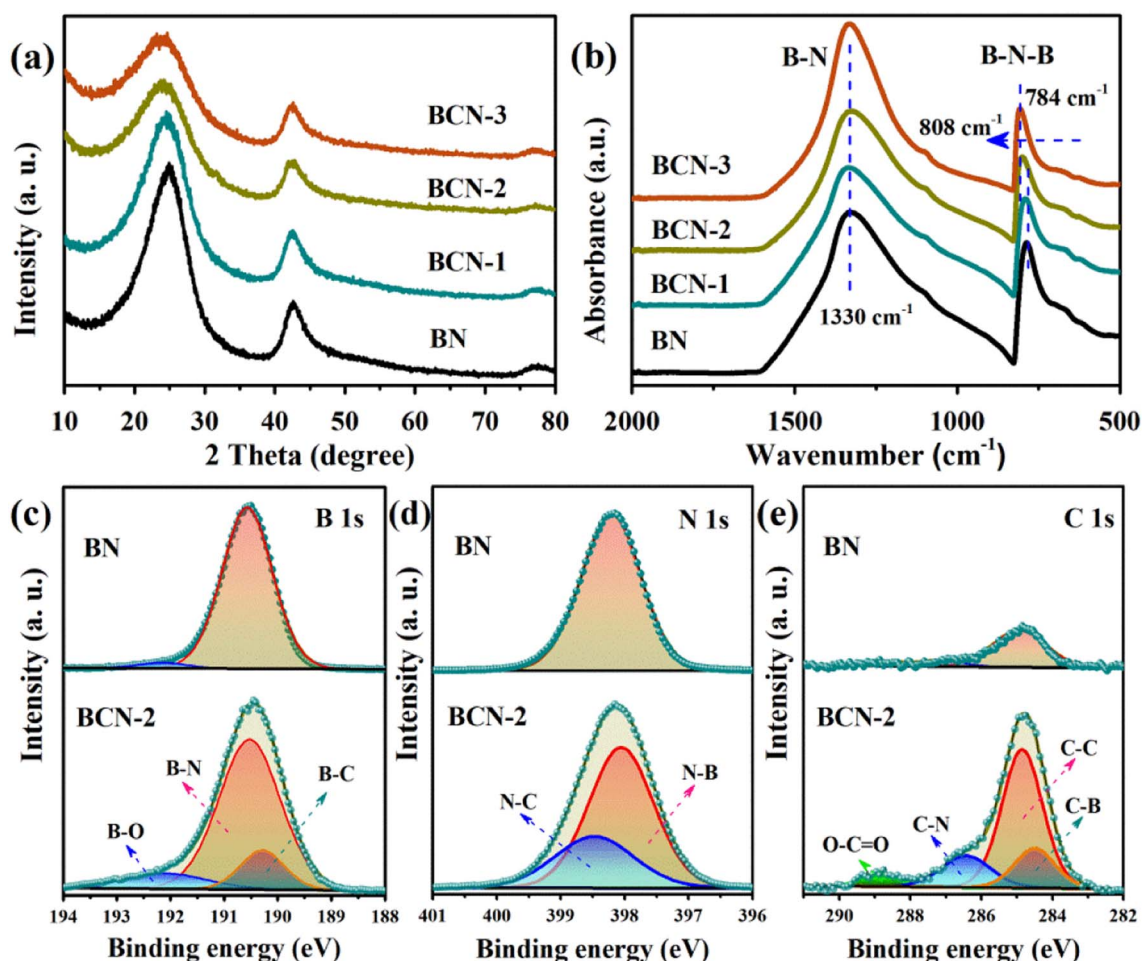 (a)
BCN-3
BCN-2
BCN-1
BN
Intensity (a. u.)
10 20 30 40 50 60 70 80
2 Theta (degree)
(b)
B-N
B-N-B
784 cm-1
808 cm-1
BCN-3
BCN-2
BCN-1
BN
1330 cm-1
Absorbance (a.u.)
2000 1500 1000 500
Wavenumber (cm-1)
(c)
B 1s
BN
BCN-2
B-N
B-C
B-O
Intensity (a. u.)
194 193 192 191 190 189 188
Binding energy (eV)
(d)
N 1s
BN
BCN-2
N-C
N-B
Intensity (a. u.)
401 400 399 398 397 396
Binding energy (eV)
(e)
C 1s
BN
BCN-2
C-C
C-B
C-N
O-C=O
Intensity (a. u.)
290 288 286 284 282
Binding energy (eV)